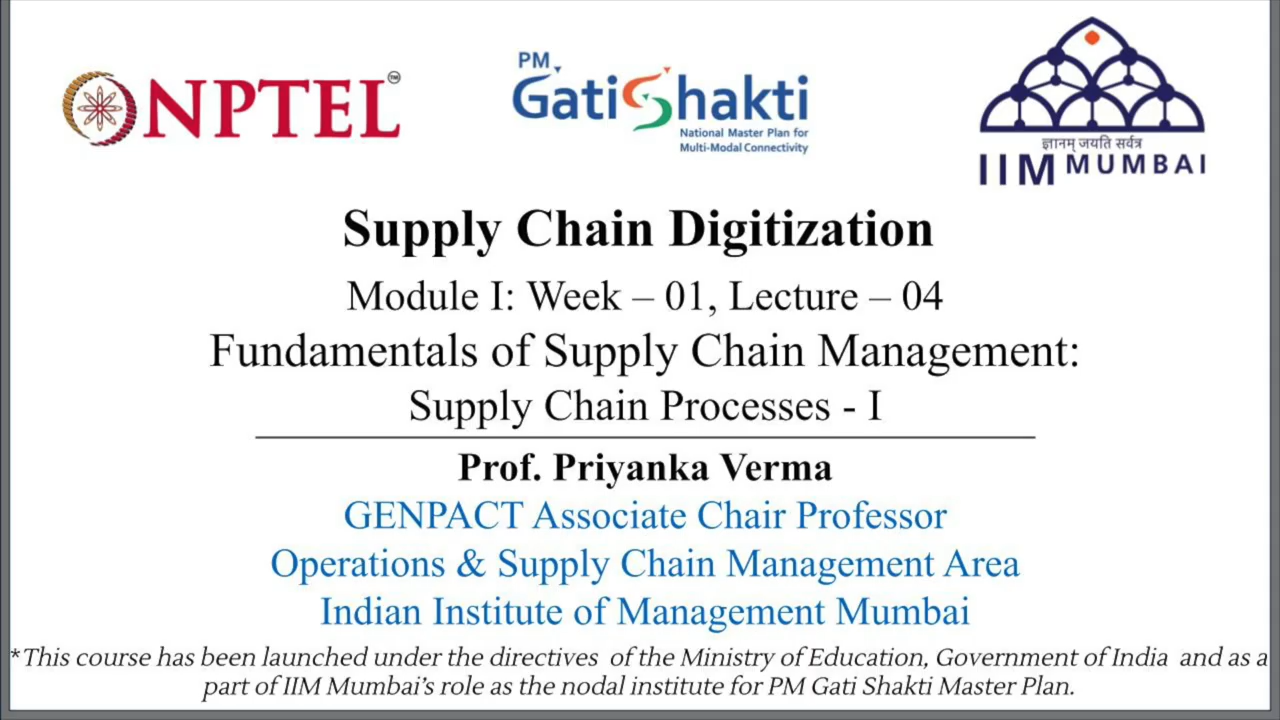 NPTEL™
PM
GatiShakti
National Master Plan for
Multi-Modal Connectivity
ज्ञानम् जयति सर्वत्र
IIM MUMBAI
Supply Chain Digitization
Module I: Week – 01, Lecture – 04
Fundamentals of Supply Chain Management:
Supply Chain Processes - I
Prof. Priyanka Verma
GENPACT Associate Chair Professor
Operations & Supply Chain Management Area
Indian Institute of Management Mumbai
*This course has been launched under the directives of the Ministry of Education, Government of India and as a
part of IIM Mumbai's role as the nodal institute for PM Gati Shakti Master Plan.